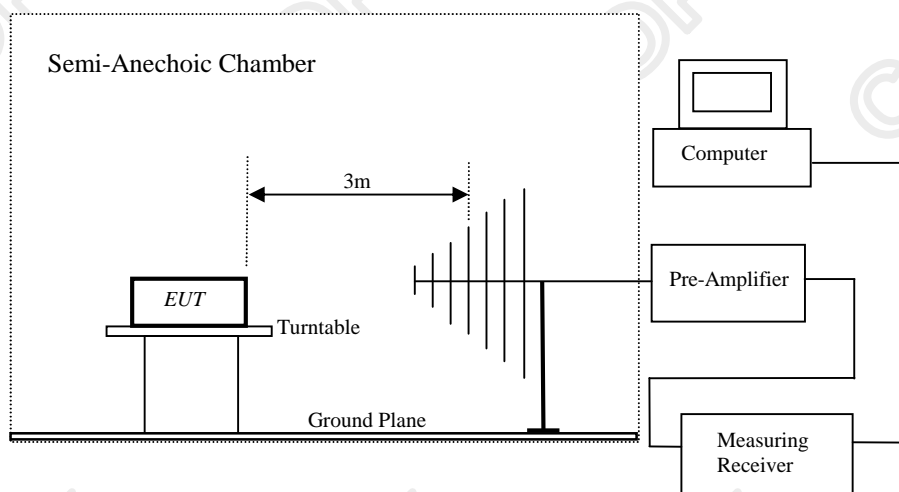 Semi-Anechoic Chamber
3m
EUT
Turntable
Ground Plane
Computer
Pre-Amplifier
Measuring
Receiver